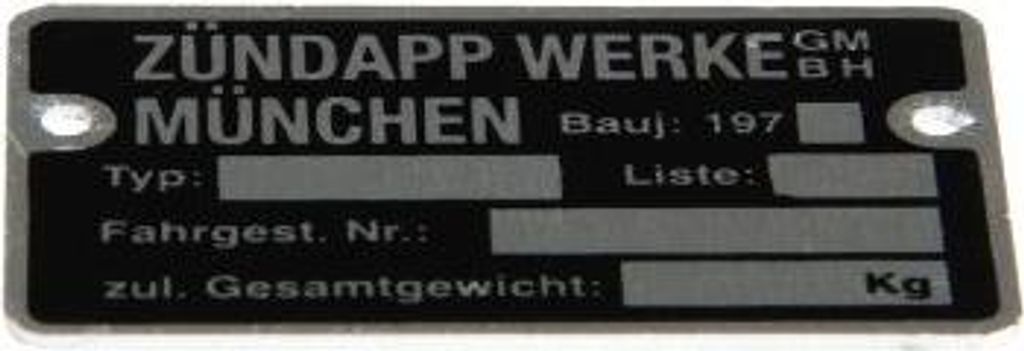 ZÜNDAPP WERKE GM BH
MÜNCHEN Bauj: 197
Typ: Liste:
Fahrgest. Nr.:
zul. Gesamtgewicht: Kg